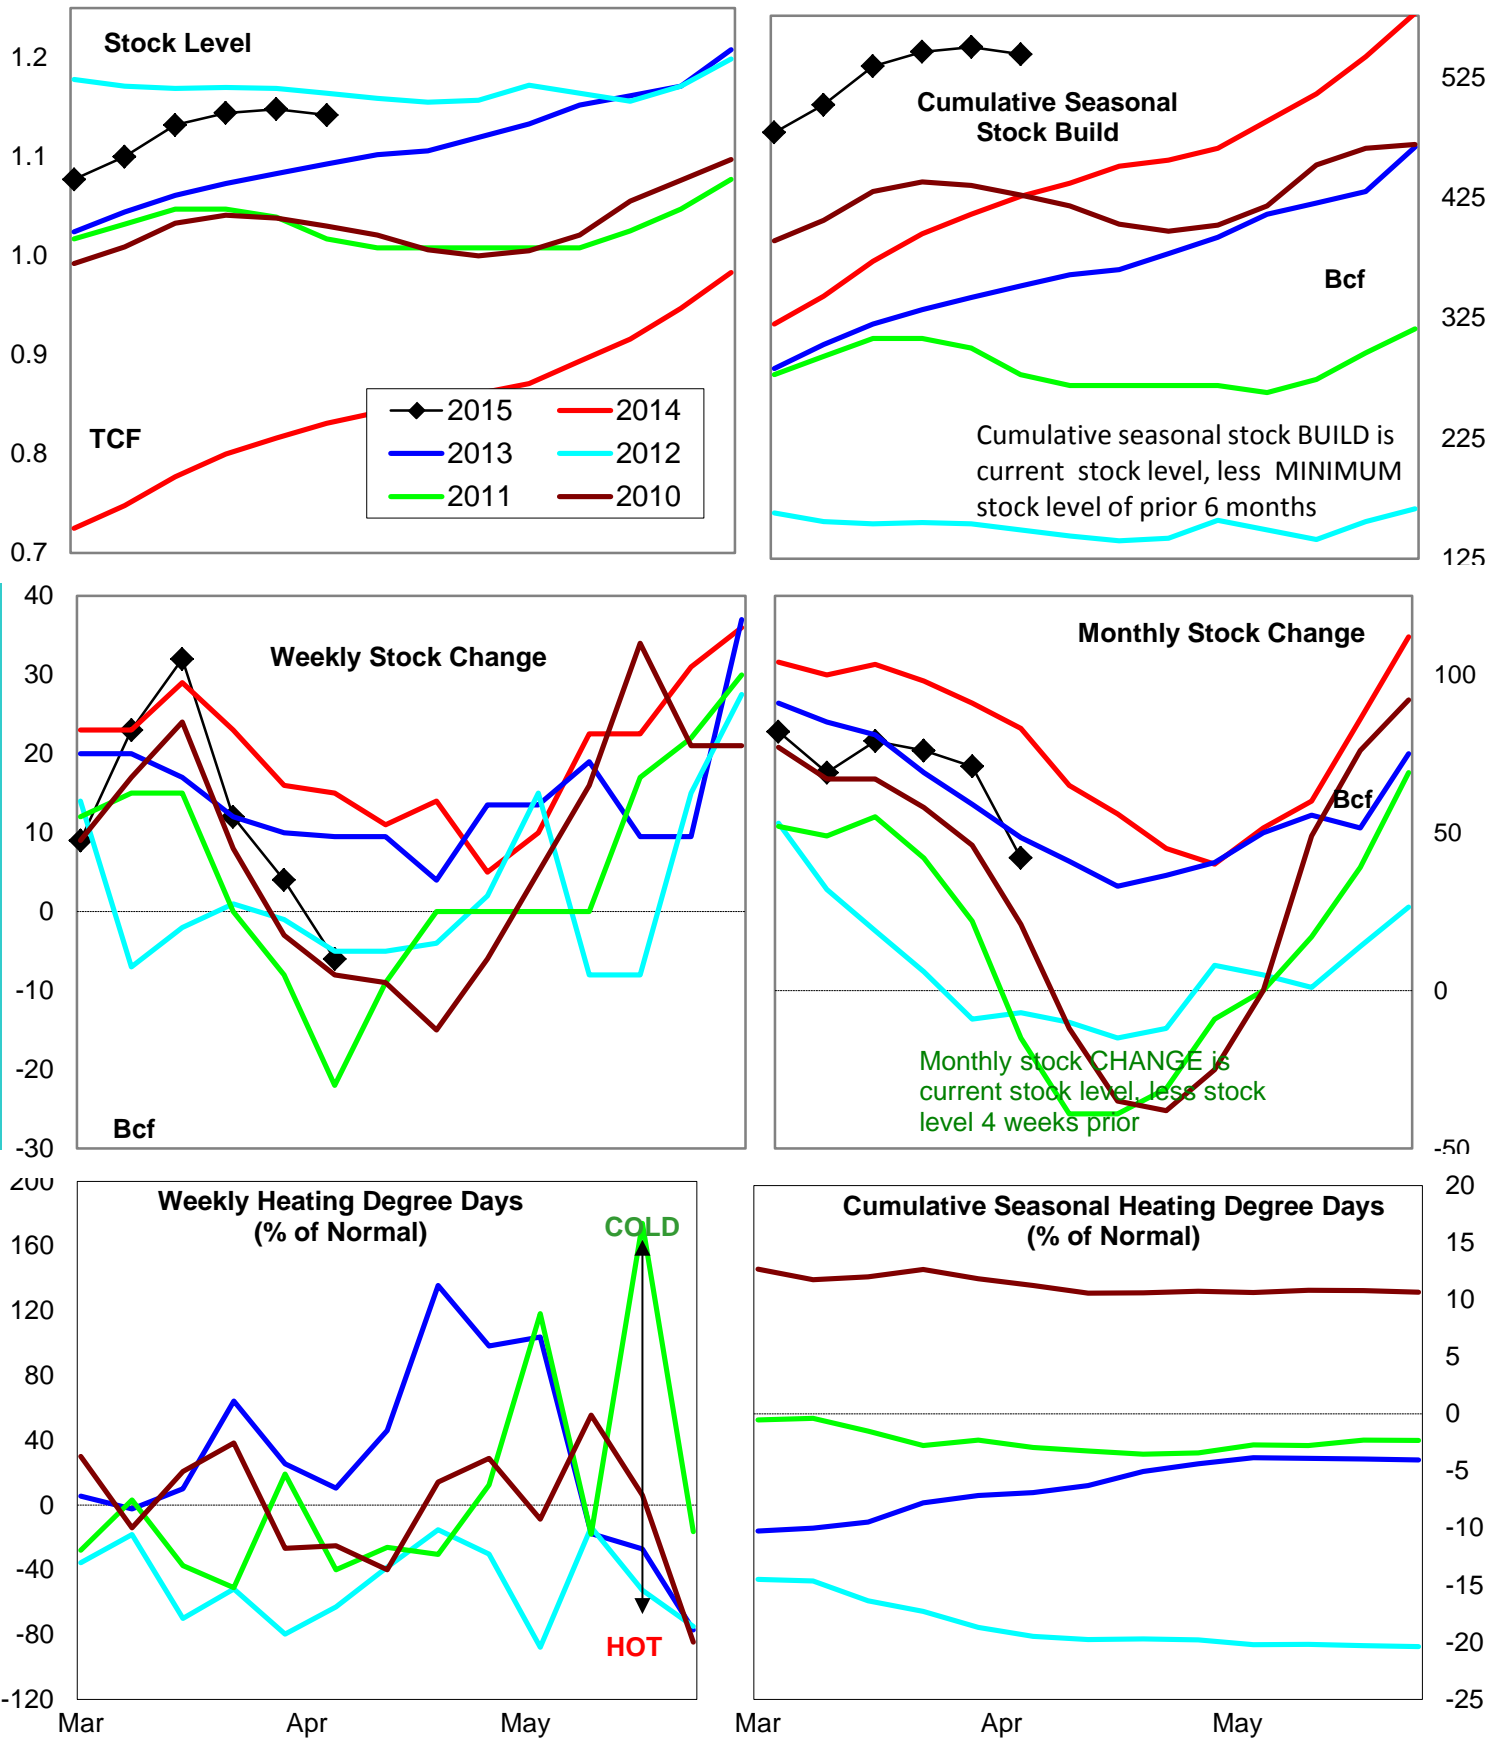 Stock Level
1.2
1.1
1.0
0.9
0.8
0.7
TCF
2015
2014
2013
2012
2011
2010
Cumulative Seasonal
Stock Build
Bcf
525
425
325
225
125
Cumulative seasonal stock BUILD is
current stock level, less MINIMUM
stock level of prior 6 months
40
30
20
10
0
-10
-20
-30
Weekly Stock Change
Bcf
Monthly Stock Change
Bcf
100
50
0
-50
Monthly stock CHANGE is
current stock level, less stock
level 4 weeks prior
200
160
120
80
40
0
-40
-80
-120
Weekly Heating Degree Days
(% of Normal)
COLD
HOT
Mar
Apr
May
Cumulative Seasonal Heating Degree Days
(% of Normal)
20
15
10
5
0
-5
-10
-15
-20
-25
Mar
Apr
May